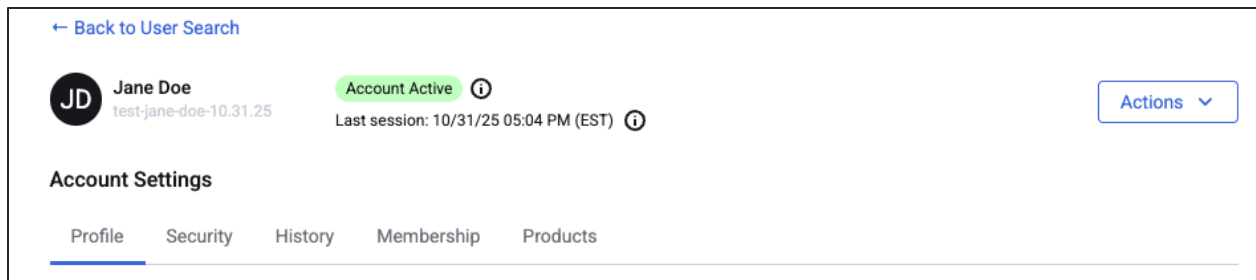 ← Back to User Search
JD
Jane Doe
test-jane-doe-10.31.25
Account Active
Last session: 10/31/25 05:04 PM (EST)
Actions
Account Settings
Profile Security History Membership Products